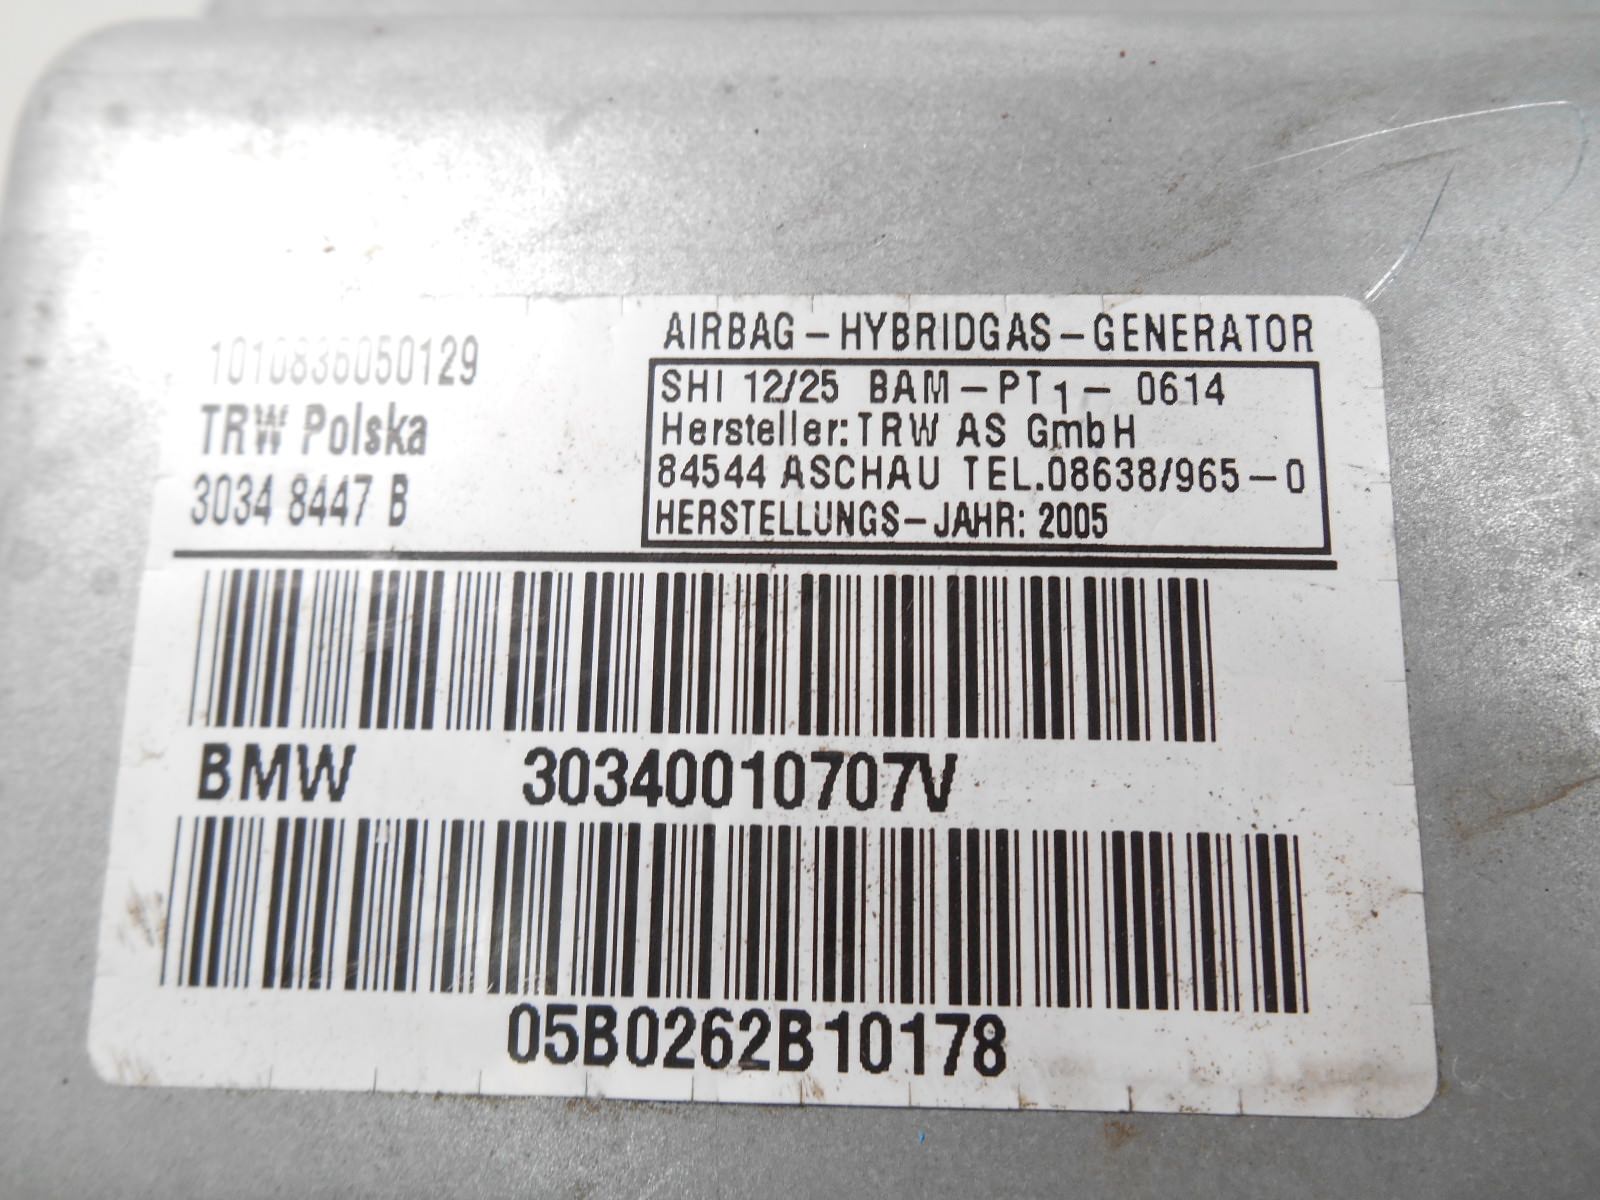 1010836050129
TRW Polska
3034 8447 B
AIRBAG-HYBRIDGAS-GENERATOR
SHI 12/25 BAM-PT1-0614
Hersteller: TRW AS GmbH
84544 ASCHAU TEL.08638/965-0
HERSTELLUNGS-JAHR: 2005
BMW 30340010707V
05B0262B10178